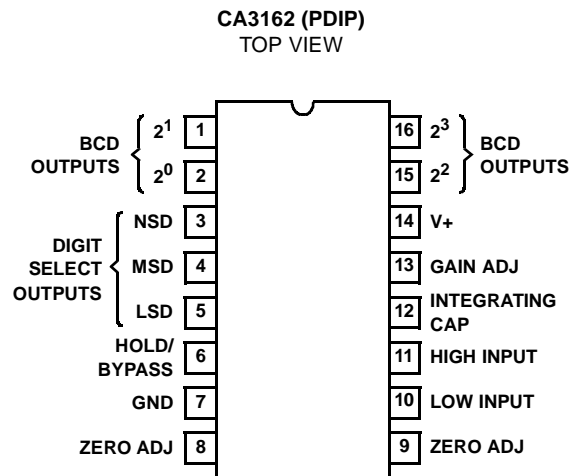 CA3162 (PDIP)
TOP VIEW
BCD
OUTPUTS
2¹ 1
2⁰ 2
DIGIT
SELECT
OUTPUTS
NSD 3
MSD 4
LSD 5
HOLD/
BYPASS 6
GND 7
ZERO ADJ 8
16 2³
15 2²
BCD
OUTPUTS
14 V+
13 GAIN ADJ
12 INTEGRATING
CAP
11 HIGH INPUT
10 LOW INPUT
9 ZERO ADJ